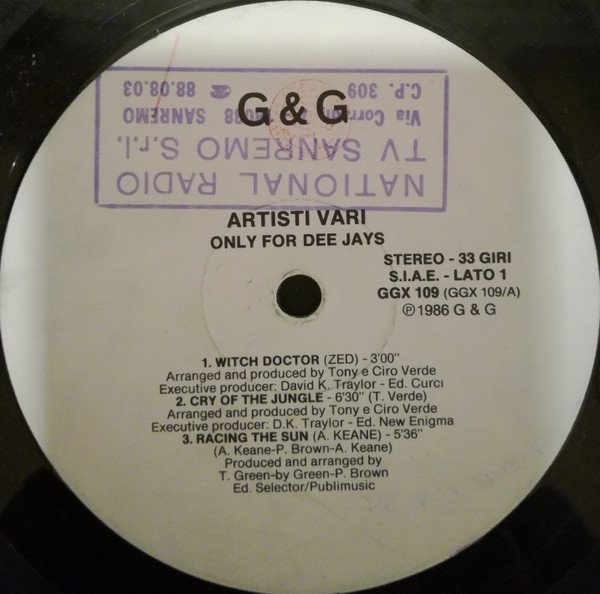 G & G
NATIONAL RADIO
TV SANREMO S.r.l.
Via 18038 SANREMO
C.P. 309 ☎ 88.08.03
ARTISTI VARI
ONLY FOR DEE JAYS
STEREO - 33 GIRI
S.I.A.E. - LATO 1
GGX 109 (GGX 109/A)
℗ 1986 G & G
1. WITCH DOCTOR (ZED) - 3'00"
Arranged and produced by Tony e Ciro Verde
Executive producer: David K. Traylor - Ed. Curci
2. CRY OF THE JUNGLE - 6'30" (T. Verde)
Arranged and produced by Tony e Ciro Verde
Executive producer: D.K. Traylor - Ed. New Enigma
3. RACING THE SUN (A. KEANE) - 5'36"
(A. Keane-P. Brown-A. Keane)
Produced and arranged by
T. Green-by Green-P. Brown
Ed. Selector/Publimusic